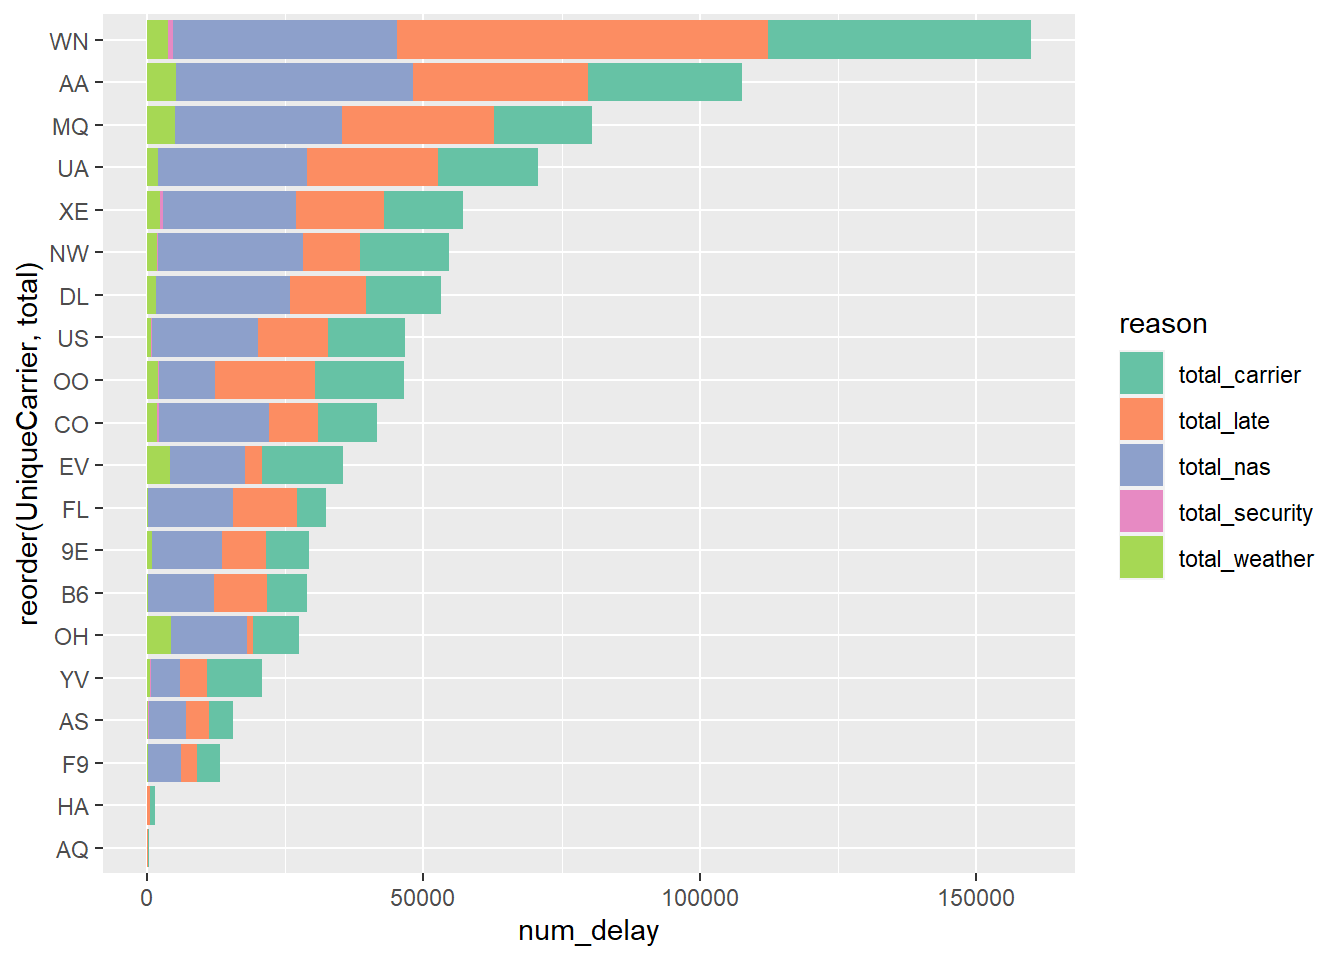 WN
AA
MQ
UA
XE
NW
DL
US
OO
CO
EV
FL
9E
B6
OH
YV
AS
F9
HA
AQ
reorder(UniqueCarrier, total)
0
50000
100000
150000
num_delay
reason
total_carrier
total_late
total_nas
total_security
total_weather